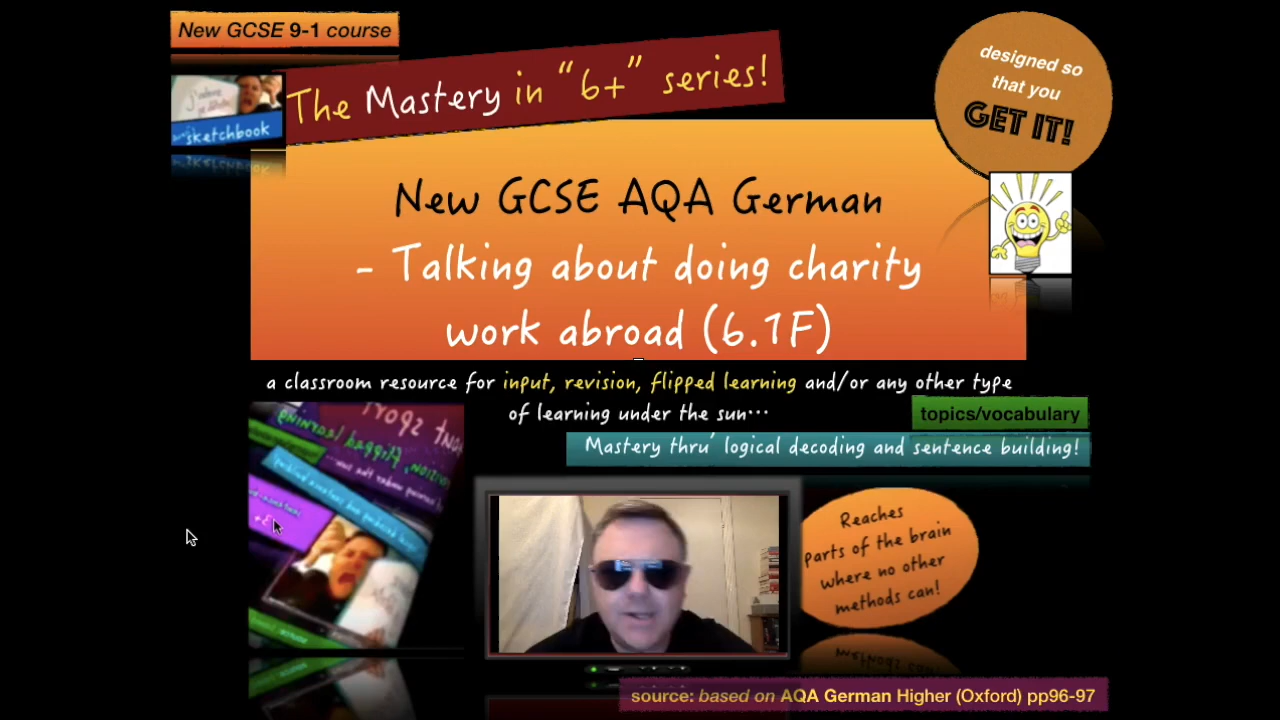 New GCSE 9-1 course
The Mastery in “6+” series!
designed so
that you
GET IT!
sketchbook
New GCSE AQA German
- Talking about doing charity
work abroad (6.1F)
a classroom resource for input, revision, flipped learning and/or any other type
of learning under the sun…
topics/vocabulary
Mastery thru’ logical decoding and sentence building!
Reaches
parts of the brain
where no other
methods can!
source: based on AQA German Higher (Oxford) pp96-97